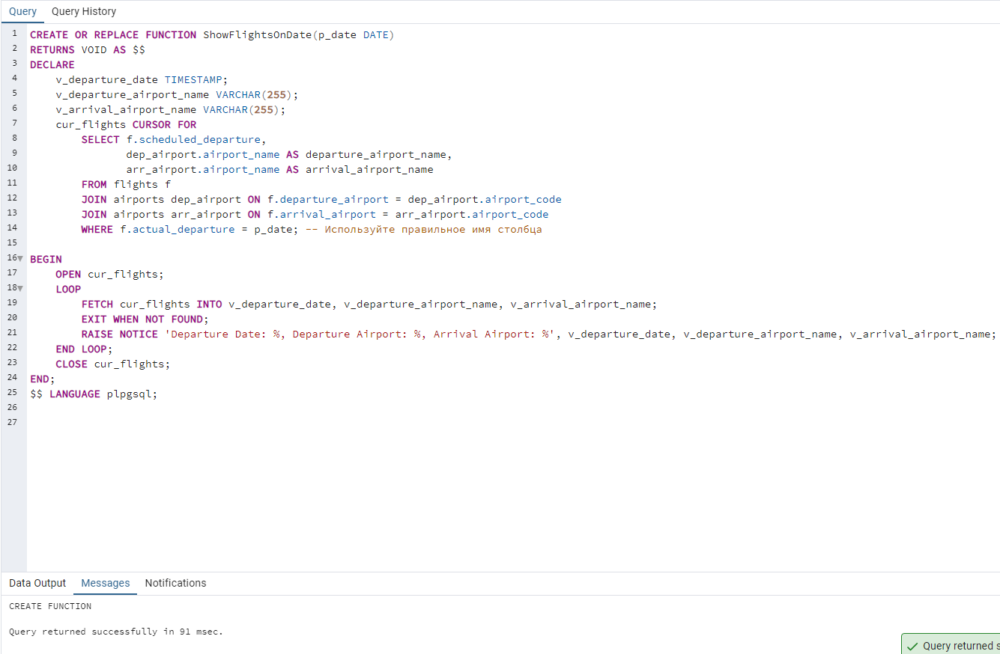 Query Query History
1 CREATE OR REPLACE FUNCTION ShowFlightsOnDate(p_date DATE)
2 RETURNS VOID AS $$
3 DECLARE
4     v_departure_date TIMESTAMP;
5     v_departure_airport_name VARCHAR(255);
6     v_arrival_airport_name VARCHAR(255);
7     cur_flights CURSOR FOR
8         SELECT f.scheduled_departure,
9                dep_airport.airport_name AS departure_airport_name,
10                arr_airport.airport_name AS arrival_airport_name
11         FROM flights f
12         JOIN airports dep_airport ON f.departure_airport = dep_airport.airport_code
13         JOIN airports arr_airport ON f.arrival_airport = arr_airport.airport_code
14         WHERE f.actual_departure = p_date; -- Используйте правильное имя столбца
15
16 BEGIN
17     OPEN cur_flights;
18     LOOP
19         FETCH cur_flights INTO v_departure_date, v_departure_airport_name, v_arrival_airport_name;
20         EXIT WHEN NOT FOUND;
21         RAISE NOTICE 'Departure Date: %, Departure Airport: %, Arrival Airport: %', v_departure_date, v_departure_airport_name, v_arrival_airport_name;
22     END LOOP;
23     CLOSE cur_flights;
24 END;
25 $$ LANGUAGE plpgsql;
26
27
Data Output Messages Notifications
CREATE FUNCTION
Query returned successfully in 91 msec.
Query returned s